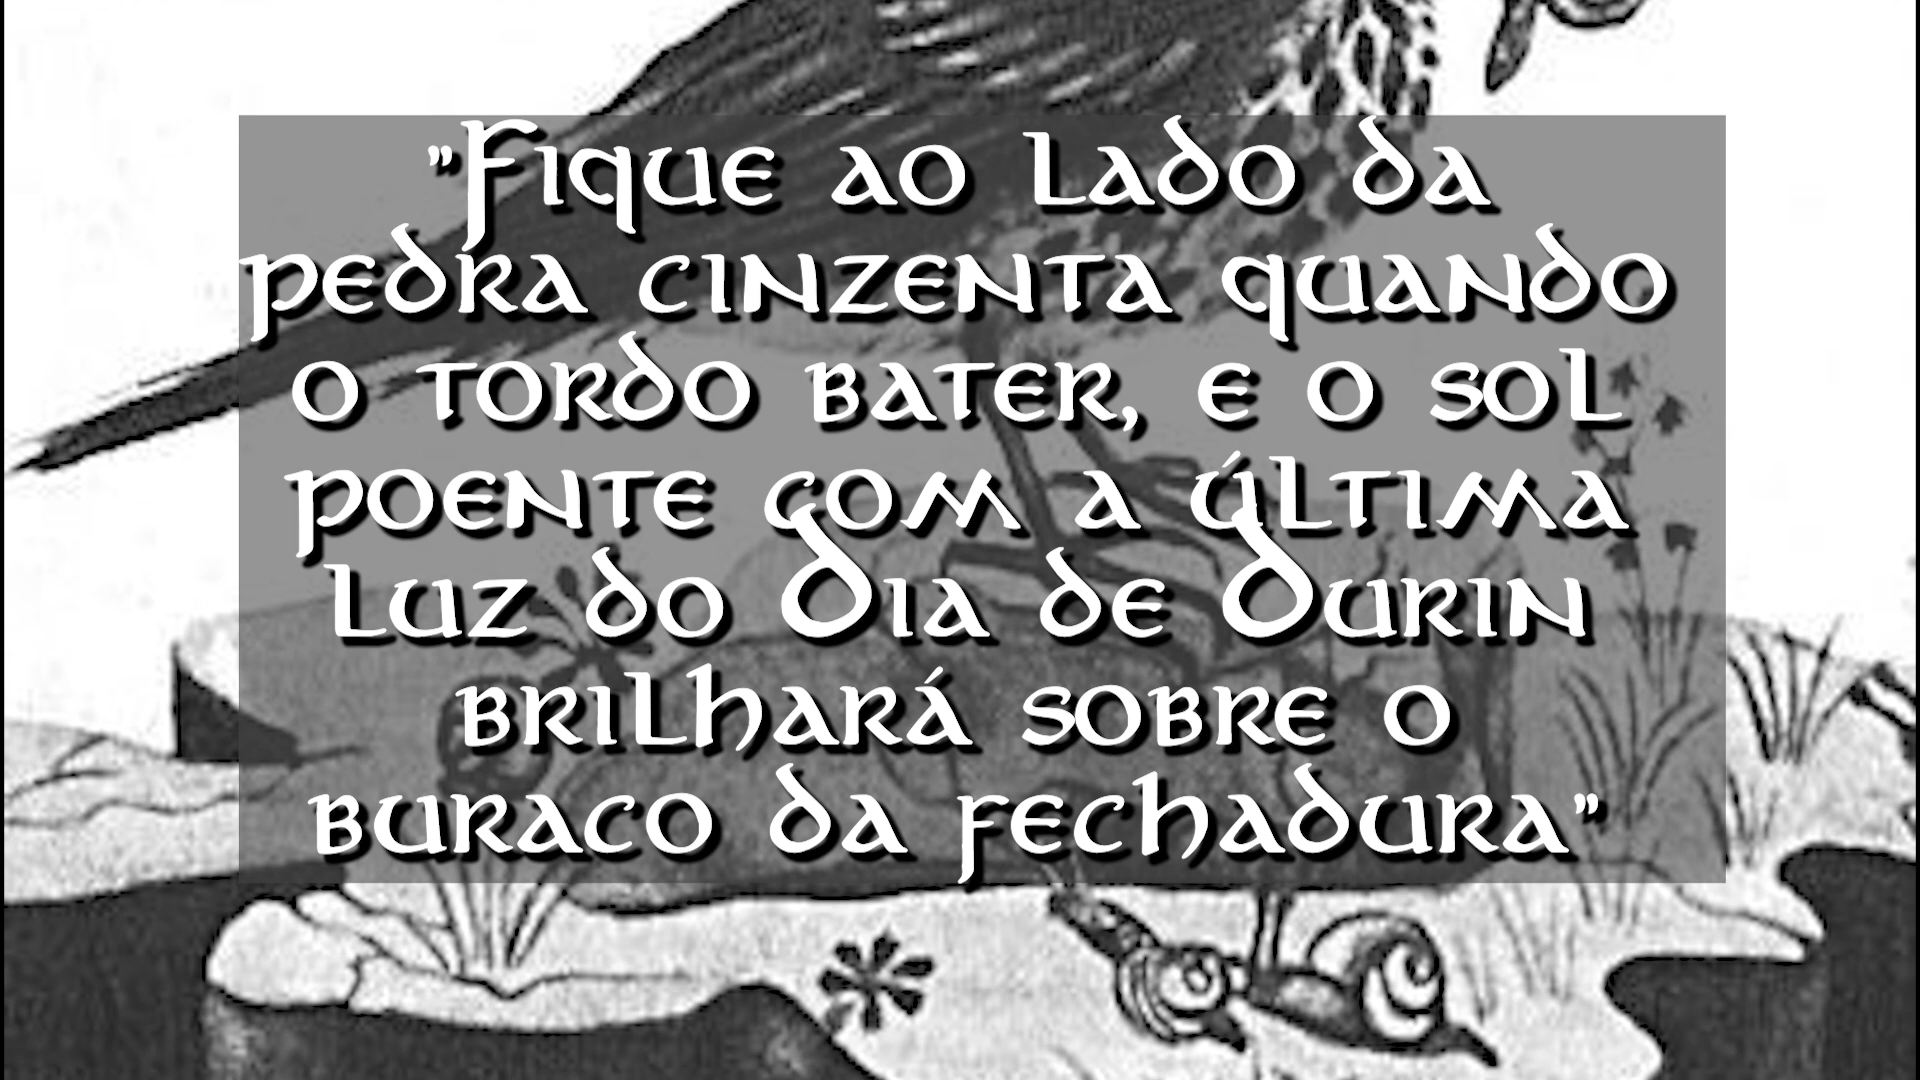 "Fique ao lado da
pedra cinzenta quando
o tordo bater, e o sol
poente com a última
luz do Dia de Durin
brilhará sobre o
buraco da fechadura"